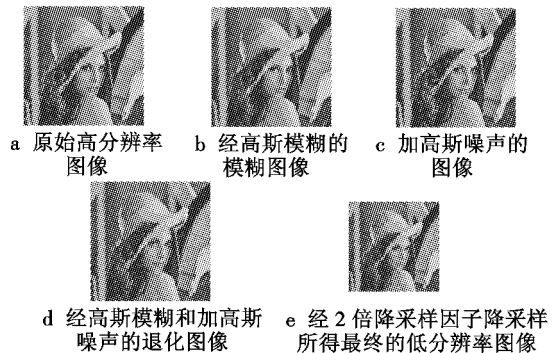 a 原始高分辨率 b 经高斯模糊的 c 加高斯噪声的
图像 模糊图像 图像
d 经高斯模糊和加高斯 e 经2倍降采样因子降采样
噪声的退化图像 所得最终的低分辨率图像